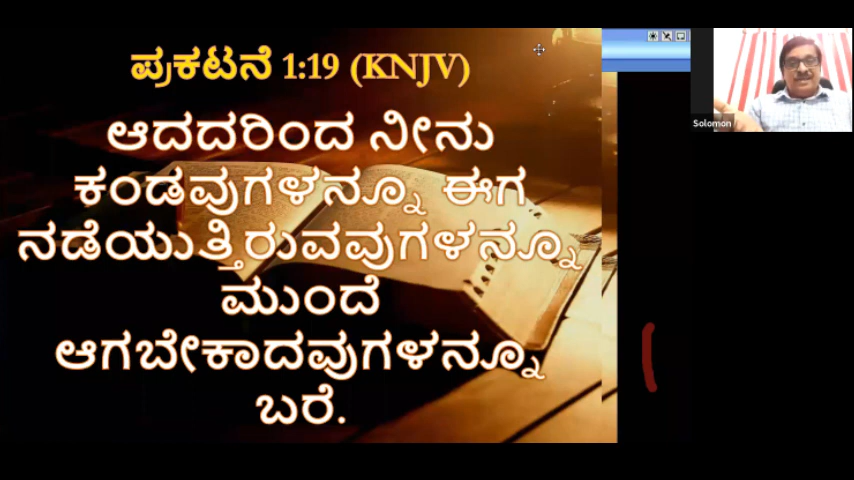 ಪ್ರಕಟನೆ 1:19 (KNJV)
ಆದದರಿಂದ ನೀನು
ಕಂಡವುಗಳನ್ನೂ ಈಗ
ನಡೆಯುತ್ತಿರುವವುಗಳನ್ನೂ
ಮುಂದೆ
ಆಗಬೇಕಾದವುಗಳನ್ನೂ
ಬರೆ.
Solomon